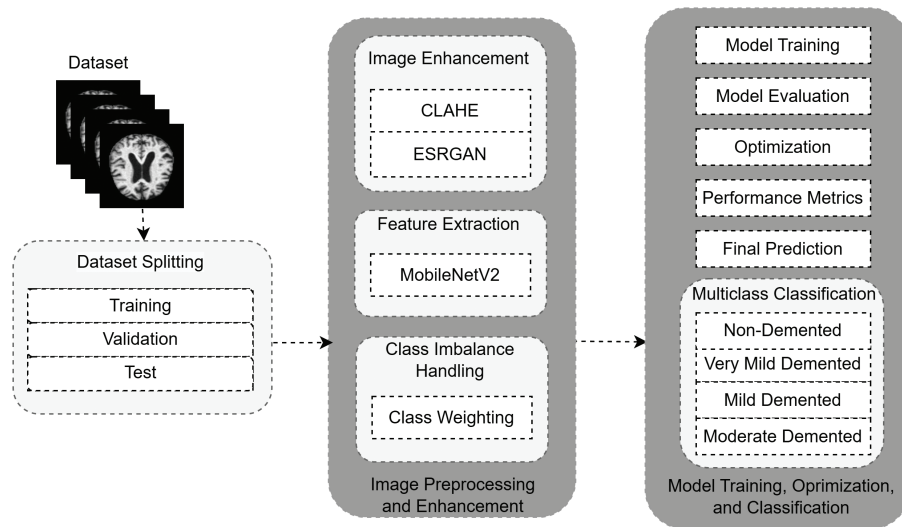 Dataset
Dataset Splitting
Training
Validation
Test
Image Enhancement
CLAHE
ESRGAN
Feature Extraction
MobileNetV2
Class Imbalance
Handling
Class Weighting
Image Preprocessing
and Enhancement
Model Training
Model Evaluation
Optimization
Performance Metrics
Final Prediction
Multiclass Classification
Non-Demented
Very Mild Demented
Mild Demented
Moderate Demented
Model Training, Oprimization,
and Classification